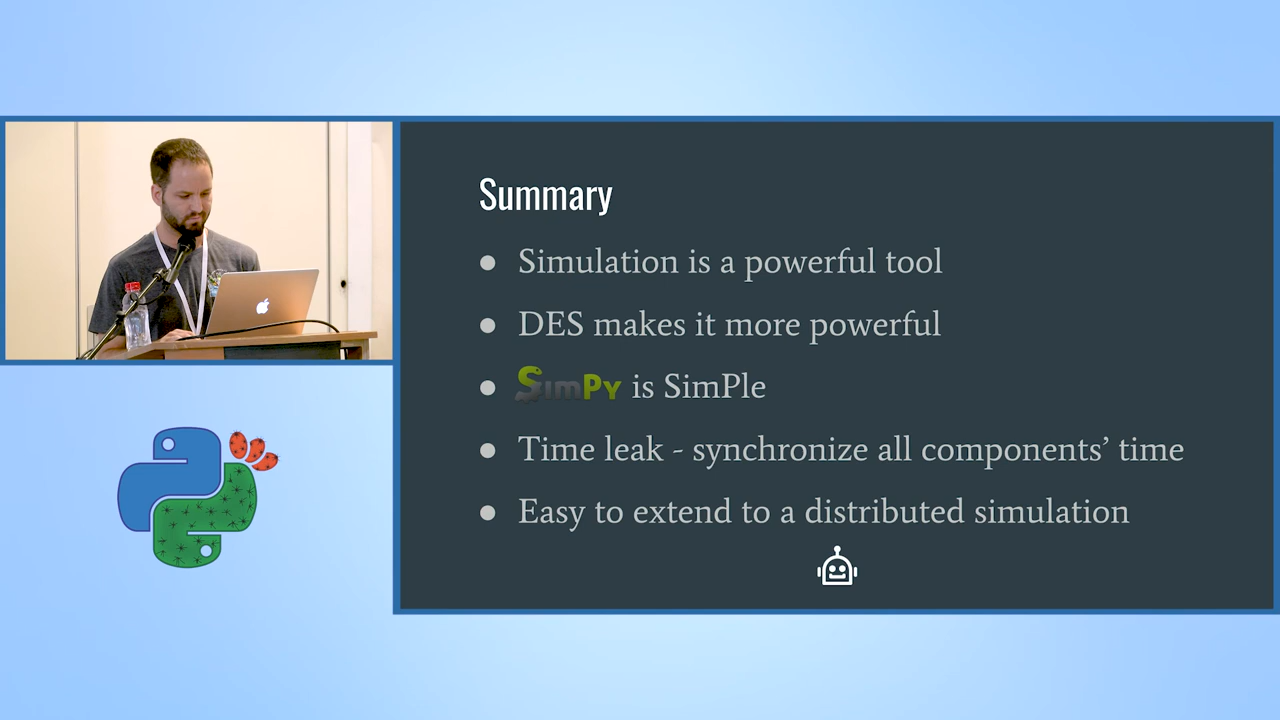 Summary
● Simulation is a powerful tool
● DES makes it more powerful
● SimPy is SimPle
● Time leak - synchronize all components’ time
● Easy to extend to a distributed simulation